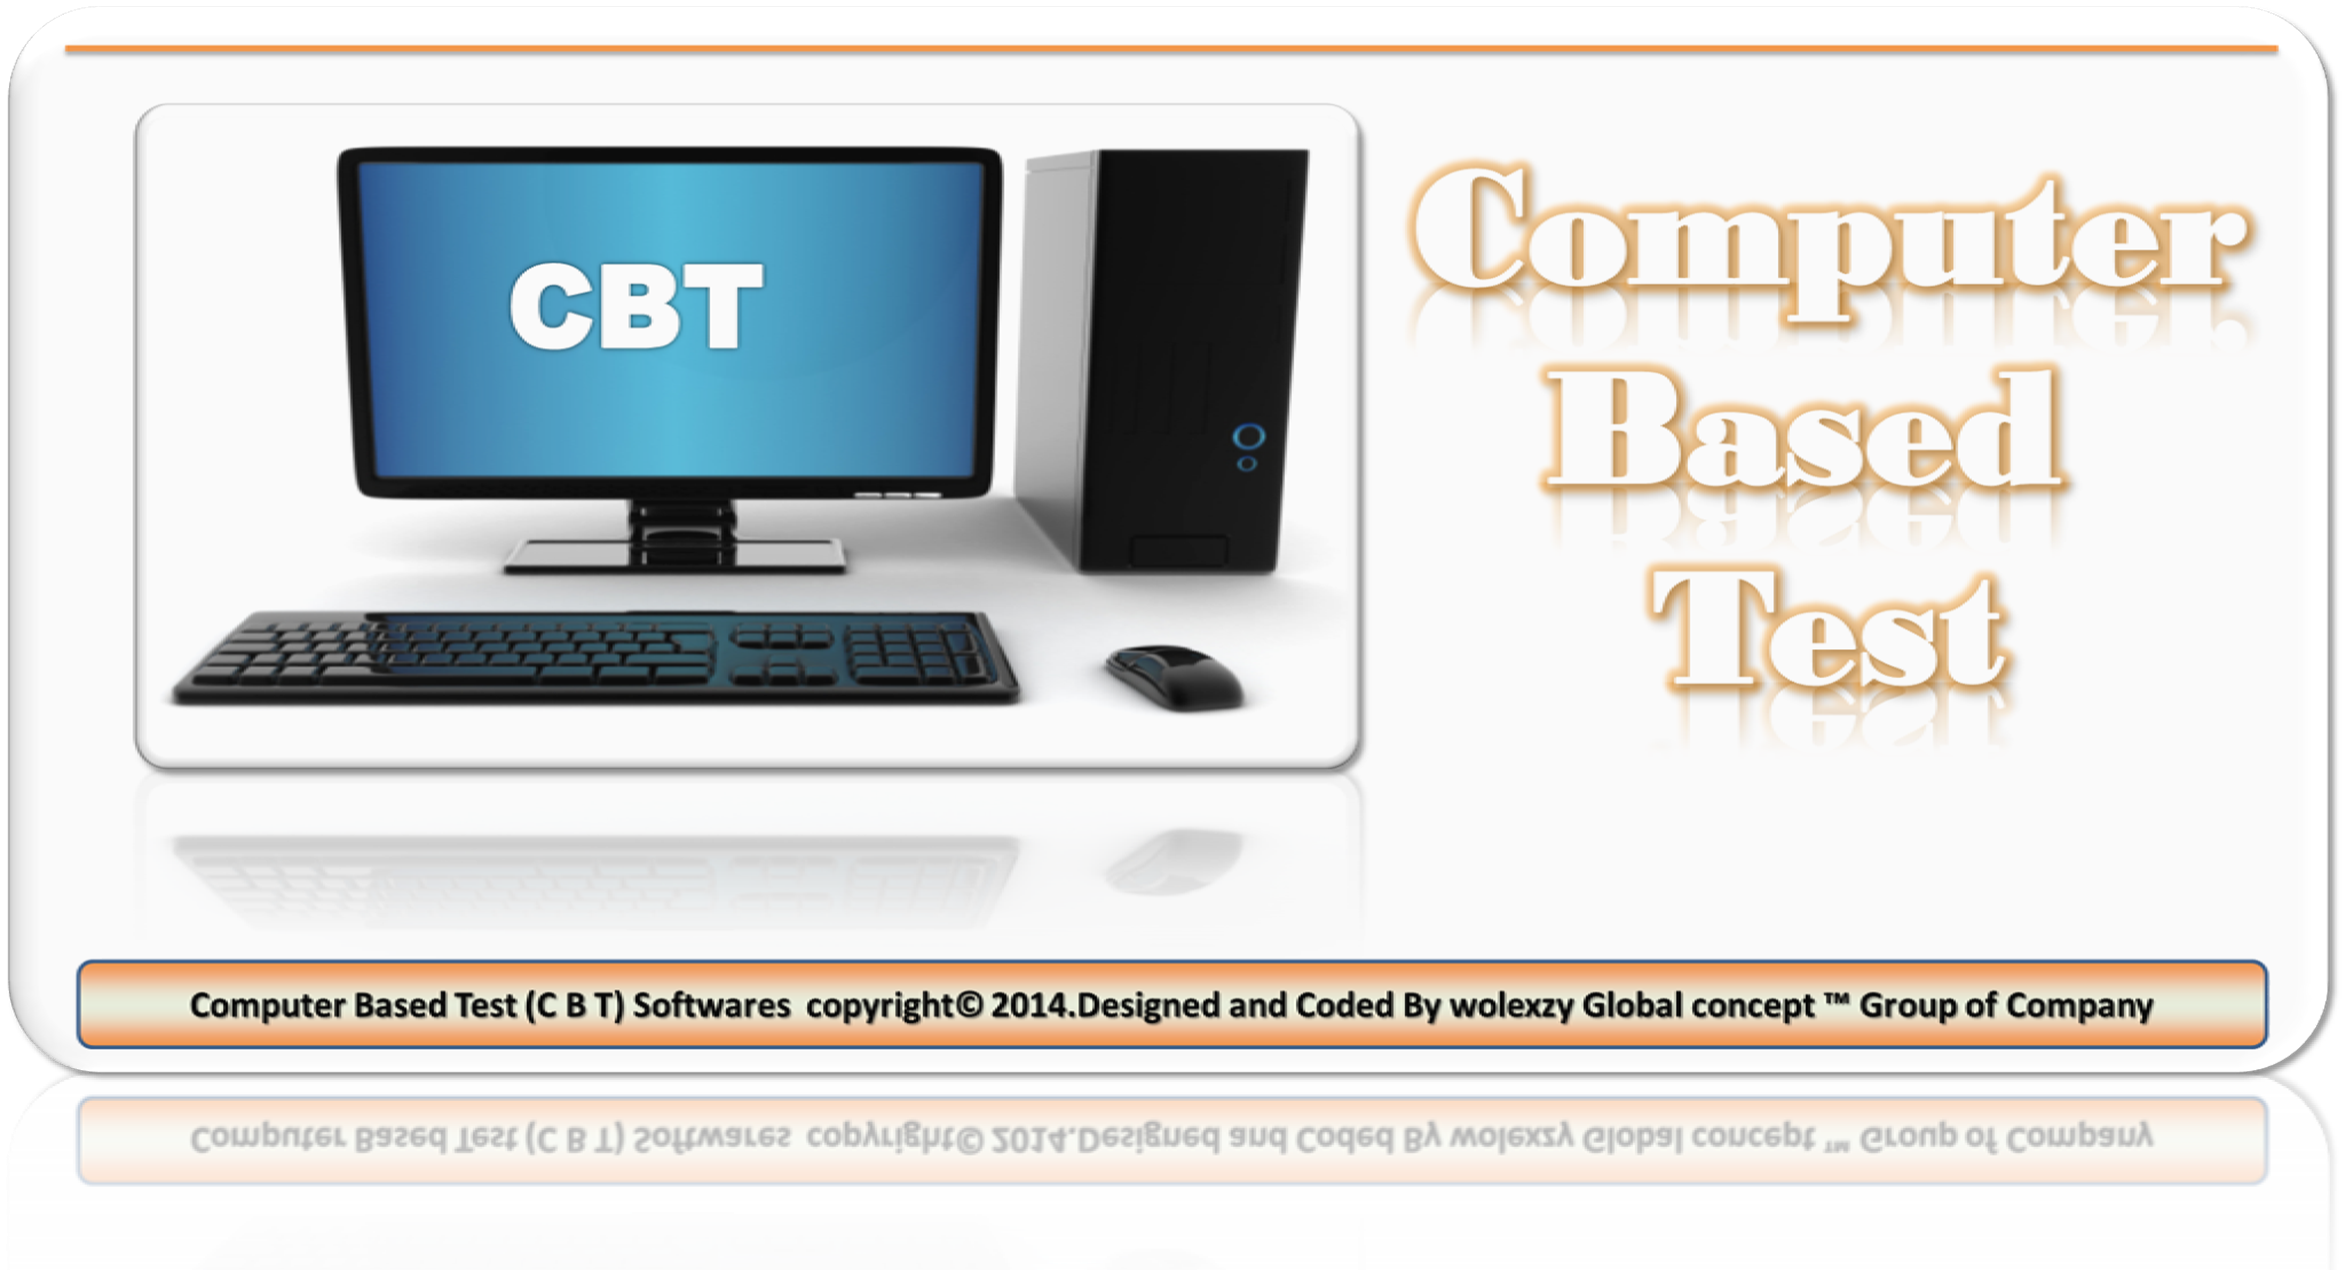 CBT
Computer
Based
Test
Computer Based Test (C B T) Softwares  copyright© 2014.Designed and Coded By wolexzy Global concept ™ Group of Company